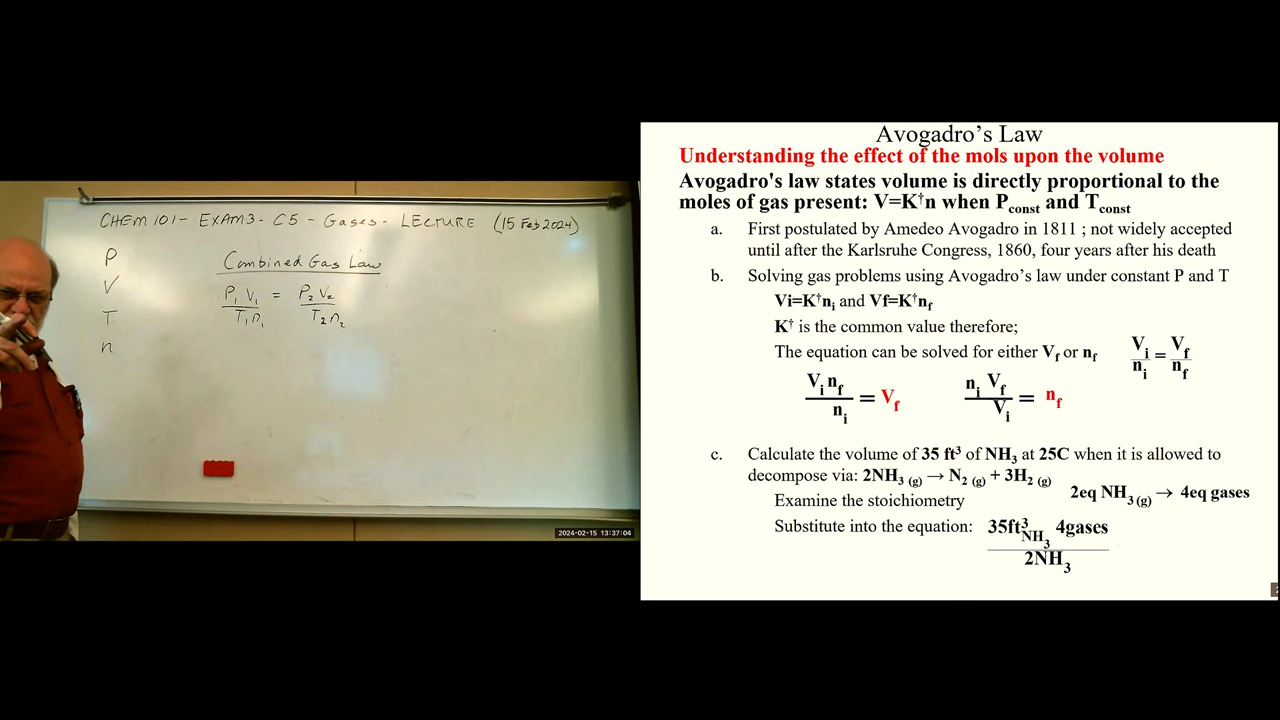 CHEM 101- EXAM3- C5 - Gases- LECTURE (15 Feb 2024)
P
V
T
n
Combined Gas Law
P₁ V₁ = P₂ V₂
T₁ n₁ T₂ n₂
2024-02-15 13:37:04
Avogadro's Law
Understanding the effect of the mols upon the volume
Avogadro's law states volume is directly proportional to the
moles of gas present: V=K†n when Pconst and Tconst
a. First postulated by Amedeo Avogadro in 1811 ; not widely accepted
until after the Karlsruhe Congress, 1860, four years after his death
b. Solving gas problems using Avogadro's law under constant P and T
Vi=K†ni and Vf=K†nf
K† is the common value therefore;
The equation can be solved for either Vf or nf
Vi = Vf
ni nf
Vi nf = Vf
ni
ni Vf = nf
Vi
c. Calculate the volume of 35 ft³ of NH₃ at 25C when it is allowed to
decompose via: 2NH₃ (g) → N₂ (g) + 3H₂ (g)
Examine the stoichiometry
2eq NH₃ (g) → 4eq gases
Substitute into the equation:
35ft³NH₃ 4gases
2NH₃